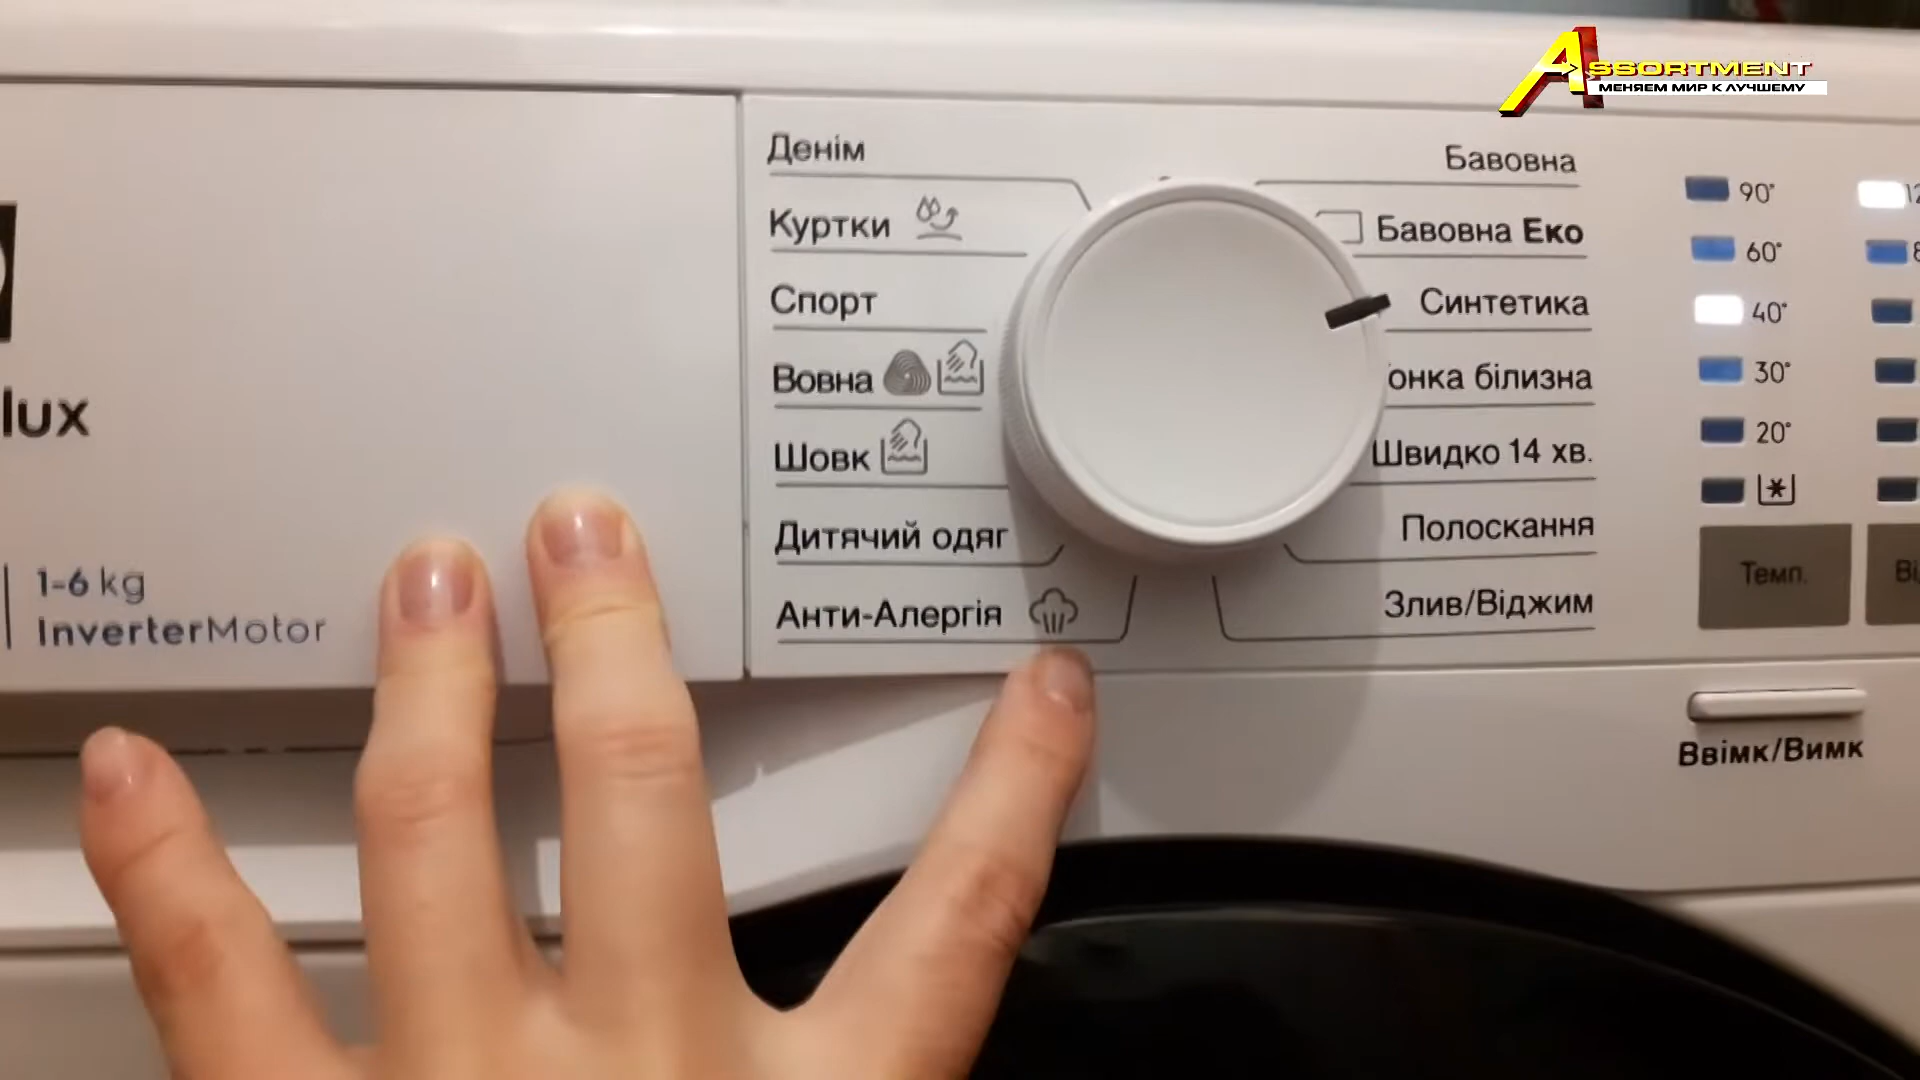 ASSORTMENT
МЕНЯЕМ МИР К ЛУЧШЕМУ
lux
1-6 kg
InverterMotor
Денім
Куртки
Спорт
Вовна
Шовк
Дитячий одяг
Анти-Алергія
Бавовна
Бавовна Еко
Синтетика
онка білизна
Швидко 14 хв.
Полоскання
Злив/Віджим
90°
60°
40°
30°
20°
Темп.
Ввімк/Вимк